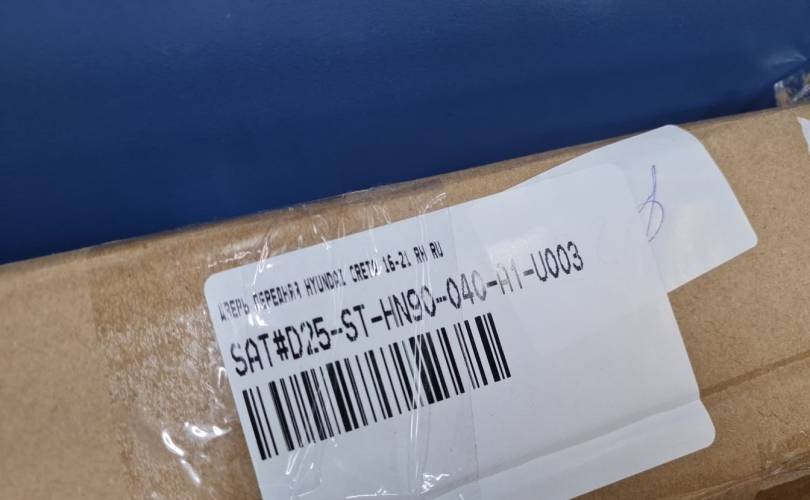 ДВЕРЬ ПЕРЕДНЯЯ HYUNDAI CRETA 16-21 RH RU
SAT#D25-ST-HN90-040-A1-U003